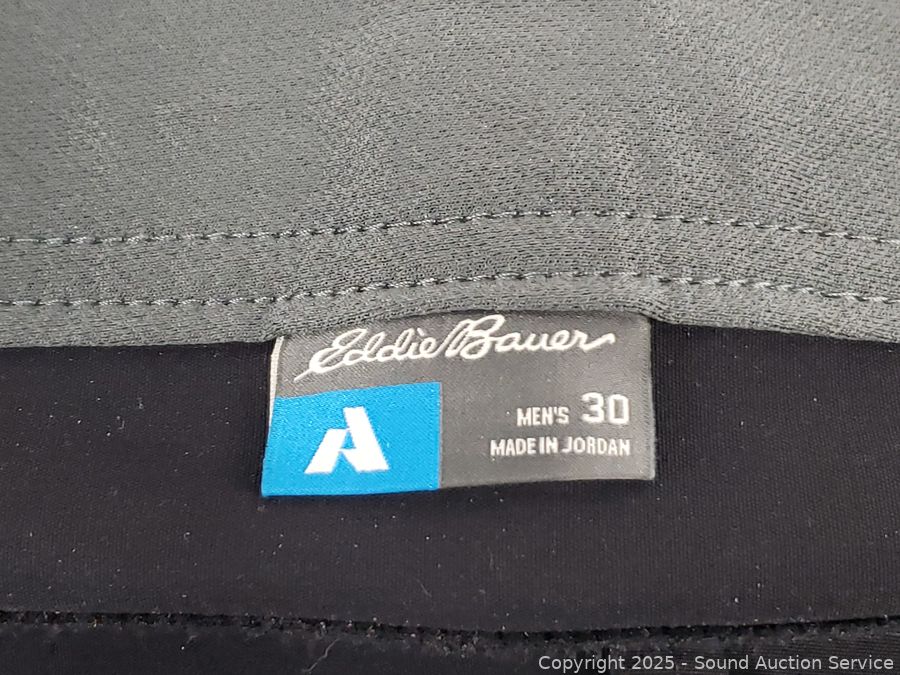 Eddie Bauer
MEN'S 30
MADE IN JORDAN
Copyright 2025 - Sound Auction Service